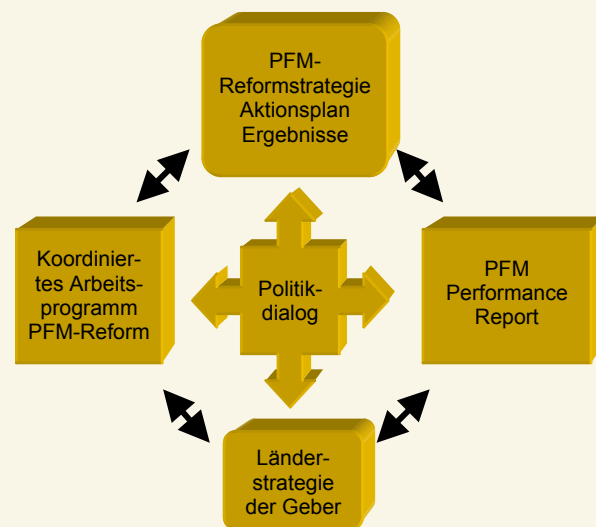 PFM-
Reformstrategie
Aktionsplan
Ergebnisse
Koordinier-
tes Arbeits-
programm
PFM-Reform
Politik-
dialog
PFM
Performance
Report
Länder-
strategie
der Geber